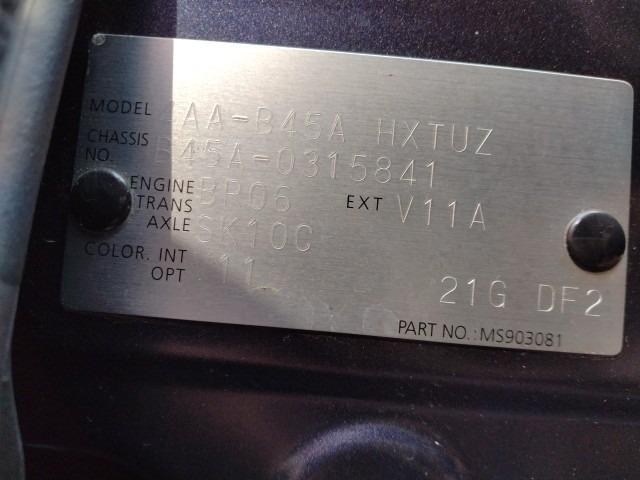 MODEL 4AA-B45A HXTUZ
CHASSIS NO. B45A-0315841
ENGINE BR06
TRANS AXLE SK10C EXT V11A
COLOR. INT 11
OPT 21G DF2
PART NO.: MS903081